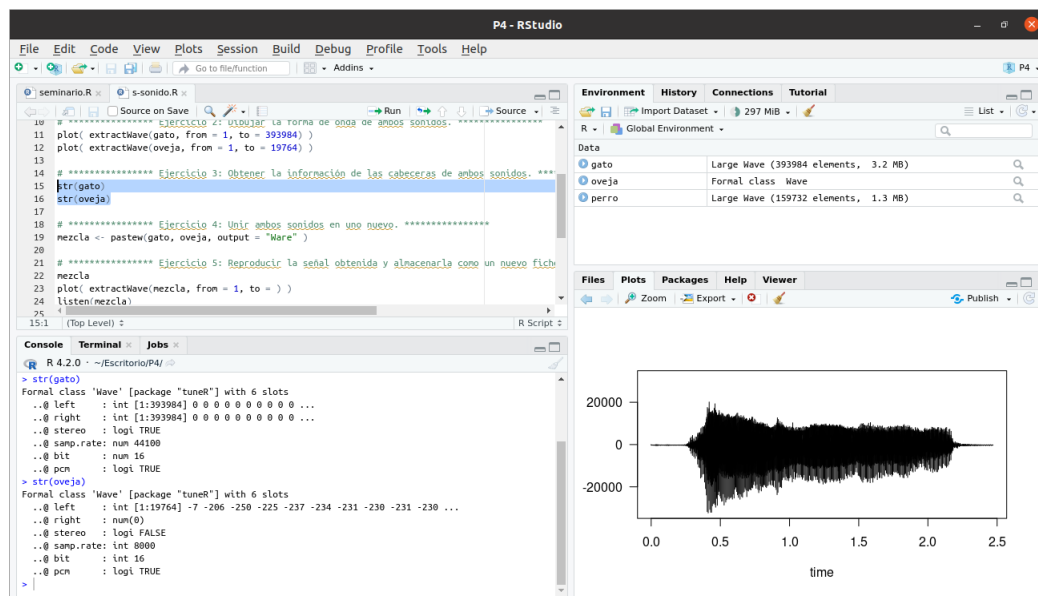 P4 - RStudio
File Edit Code View Plots Session Build Debug Profile Tools Help
Go to file/function Addins P4
seminario.R × s-sonido.R ×
Source on Save Run Source
10 # **************** Ejercicio 2: Dibujar la forma de onda de ambos sonidos. ****************
11 plot( extractWave(gato, from = 1, to = 393984) )
12 plot( extractWave(oveja, from = 1, to = 19764) )
13
14 # **************** Ejercicio 3: Obtener la información de las cabeceras de ambos sonidos. ***
15 str(gato)
16 str(oveja)
17
18 # **************** Ejercicio 4: Unir ambos sonidos en uno nuevo. ****************
19 mezcla <- pastew(gato, oveja, output = "Ware" )
20
21 # **************** Ejercicio 5: Reproducir la señal obtenida y almacenarla como un nuevo fich
22 mezcla
23 plot( extractWave(mezcla, from = 1, to = ) )
24 listen(mezcla)
25
15:1 (Top Level) R Script
Console Terminal × Jobs ×
R 4.2.0 · ~/Escritorio/P4/
> str(gato)
Formal class 'Wave' [package "tuneR"] with 6 slots
..@ left : int [1:393984] 0 0 0 0 0 0 0 0 0 0 ...
..@ right : int [1:393984] 0 0 0 0 0 0 0 0 0 0 ...
..@ stereo : logi TRUE
..@ samp.rate: num 44100
..@ bit : num 16
..@ pcm : logi TRUE
> str(oveja)
Formal class 'Wave' [package "tuneR"] with 6 slots
..@ left : int [1:19764] -7 -206 -250 -225 -237 -234 -231 -230 -231 -230 ...
..@ right : num(0)
..@ stereo : logi FALSE
..@ samp.rate: int 8000
..@ bit : int 16
..@ pcm : logi TRUE
>
Environment History Connections Tutorial
Import Dataset 297 MiB List
R Global Environment
Data
gato Large Wave (393984 elements, 3.2 MB)
oveja Formal class Wave
perro Large Wave (159732 elements, 1.3 MB)
Files Plots Packages Help Viewer
Zoom Export Publish
20000
0
-20000
0.0 0.5 1.0 1.5 2.0 2.5
time